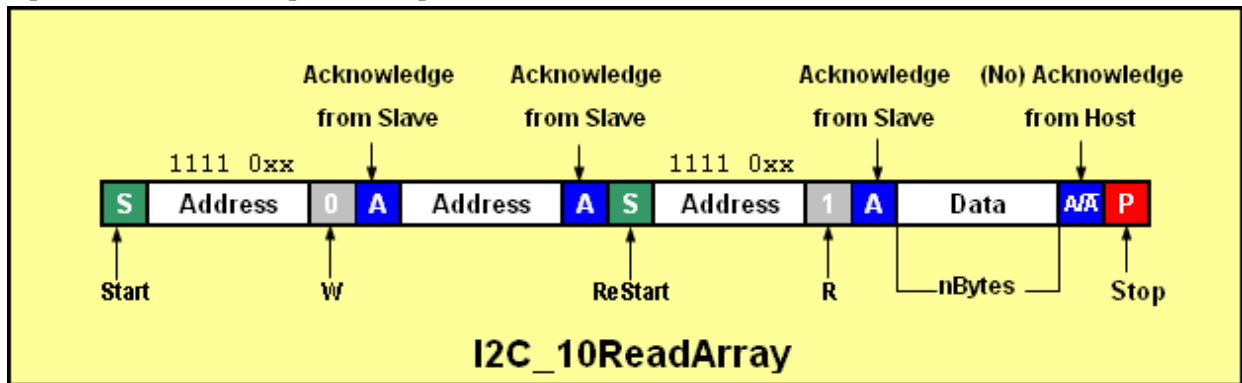 Acknowledge Acknowledge Acknowledge (No) Acknowledge
from Slave from Slave from Slave from Host
1111 0xx 1111 0xx
S Address 0 A Address A S Address 1 A Data A/A̅ P
Start W ReStart R nBytes Stop
I2C_10ReadArray